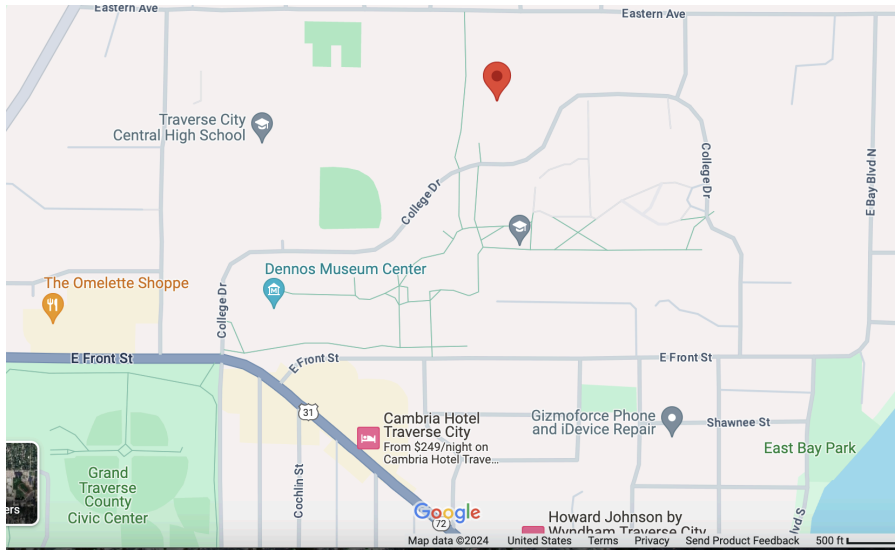 Eastern Ave
Eastern Ave
Traverse City
Central High School
College Dr
College Dr
E Bay Blvd N
Dennos Museum Center
The Omelette Shoppe
College Dr
E Front St
E Front St
E Front St
31
Cambria Hotel
Traverse City
From $249/night on
Cambria Hotel Trave...
Gizmoforce Phone
and iDevice Repair
Shawnee St
East Bay Park
Grand
Traverse
County
Civic Center
Cochlin St
ers
Google
72
Howard Johnson by
Wyndham Traverse City
lvd S
Map data ©2024 United States Terms Privacy Send Product Feedback 500 ft